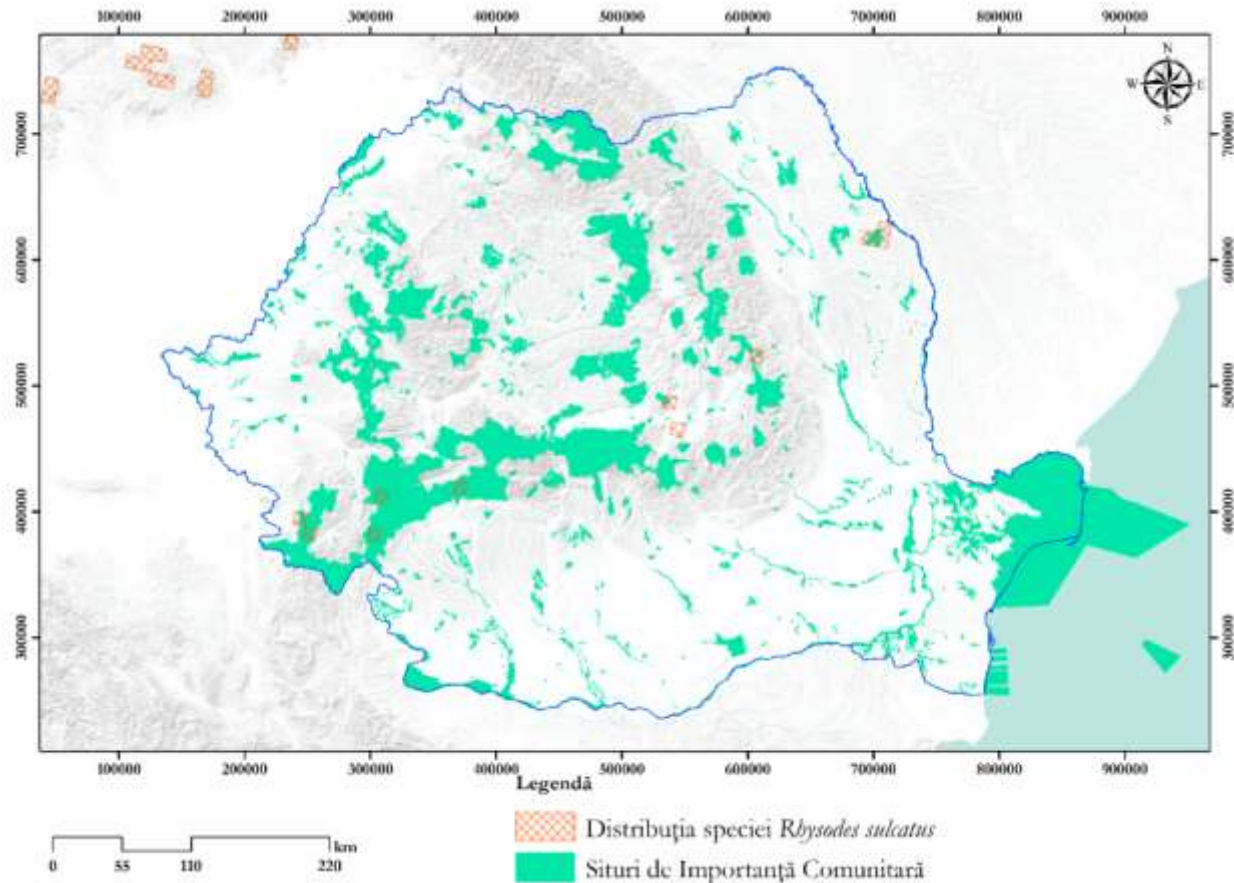 100000 200000 300000 400000 500000 600000 700000 800000 900000
N
W E
S
700000 700000
600000 600000
500000 500000
400000 400000
300000 300000
100000 200000 300000 400000 500000 600000 700000 800000 900000
Legendă
km
0 55 110 220
Distribuția speciei Rhysodes sulcatus
Situri de Importanță Comunitară